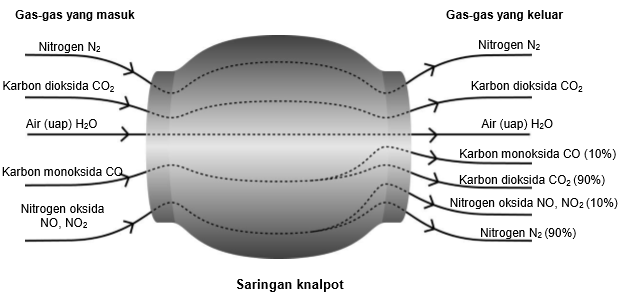 Gas-gas yang masuk
Nitrogen N₂
Karbon dioksida CO₂
Air (uap) H₂O
Karbon monoksida CO
Nitrogen oksida
NO, NO₂
Gas-gas yang keluar
Nitrogen N₂
Karbon dioksida CO₂
Air (uap) H₂O
Karbon monoksida CO (10%)
Karbon dioksida CO₂ (90%)
Nitrogen oksida NO, NO₂ (10%)
Nitrogen N₂ (90%)
Saringan knalpot